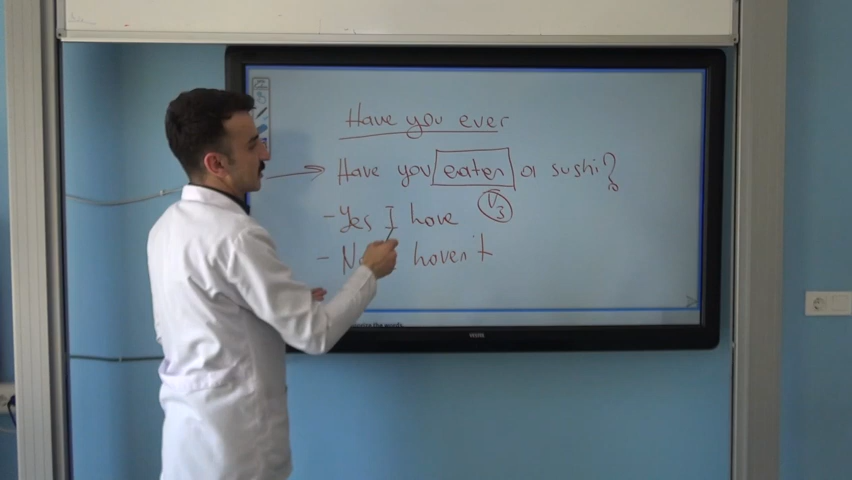 Have you ever
→ Have you eaten a sushi?
V3
- Yes I have
- No haven't